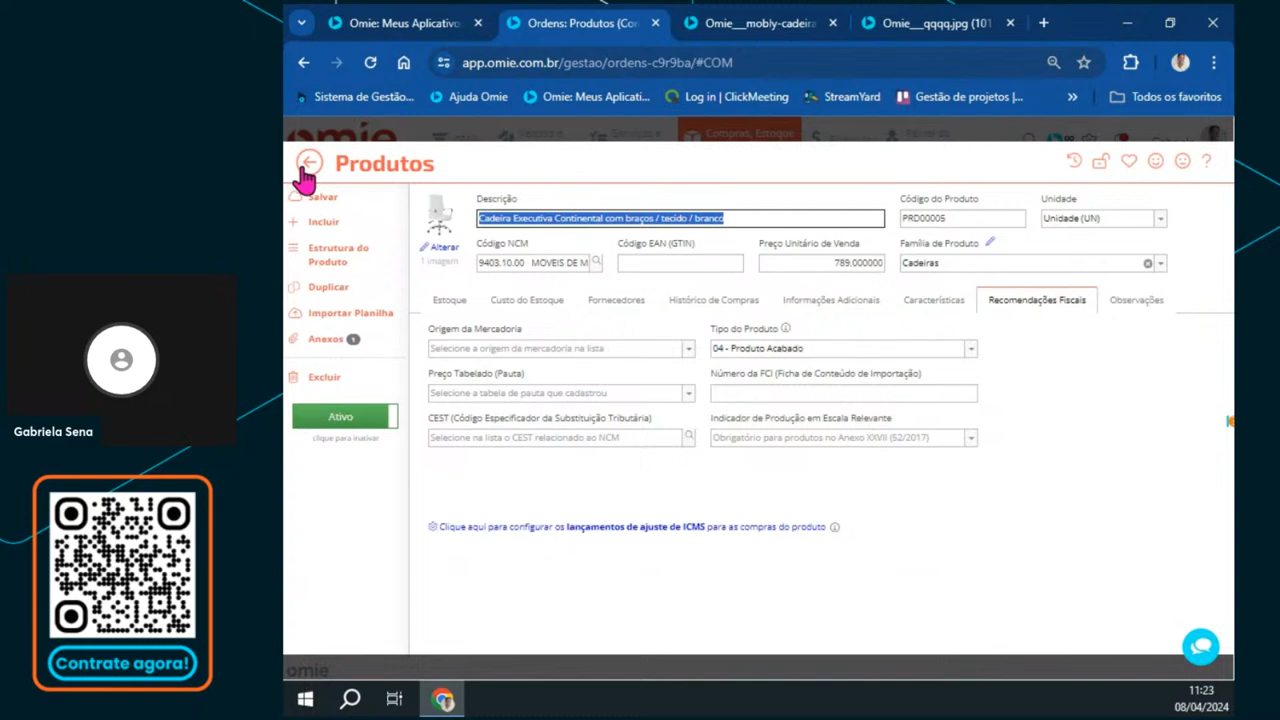 Omie: Meus Aplicativo
Ordens: Produtos (Co
Omie___mobly-cadeira
Omie___qqqq.jpg (101
app.omie.com.br/gestao/ordens-c9r9ba/#COM
Sistema de Gestão...
Ajuda Omie
Omie: Meus Aplicati...
Log in | ClickMeeting
StreamYard
Gestão de projetos |...
Todos os favoritos
omie
Compras, Estoque
Produtos
Salvar
Incluir
Estrutura do
Produto
Duplicar
Importar Planilha
Anexos 1
Excluir
Ativo
clique para inativar
Alterar
1 imagem
Descrição
Cadeira Executiva Continental com braços / tecido / branco
Código do Produto
PRD00005
Unidade
Unidade (UN)
Código NCM
9403.10.00 MOVEIS DE M
Código EAN (GTIN)
Preço Unitário de Venda
789.000000
Família de Produto
Cadeiras
Estoque
Custo do Estoque
Fornecedores
Histórico de Compras
Informações Adicionais
Características
Recomendações Fiscais
Observações
Origem da Mercadoria
Selecione a origem da mercadoria na lista
Tipo do Produto
04 - Produto Acabado
Preço Tabelado (Pauta)
Selecione a tabela de pauta que cadastrou
Número da FCI (Ficha de Conteúdo de Importação)
CEST (Código Especificador da Substituição Tributária)
Selecione na lista o CEST relacionado ao NCM
Indicador de Produção em Escala Relevante
Obrigatório para produtos no Anexo XXVII (52/2017)
Clique aqui para configurar os lançamentos de ajuste de ICMS para as compras do produto
omie
Gabriela Sena
Contrate agora!
11:23
08/04/2024